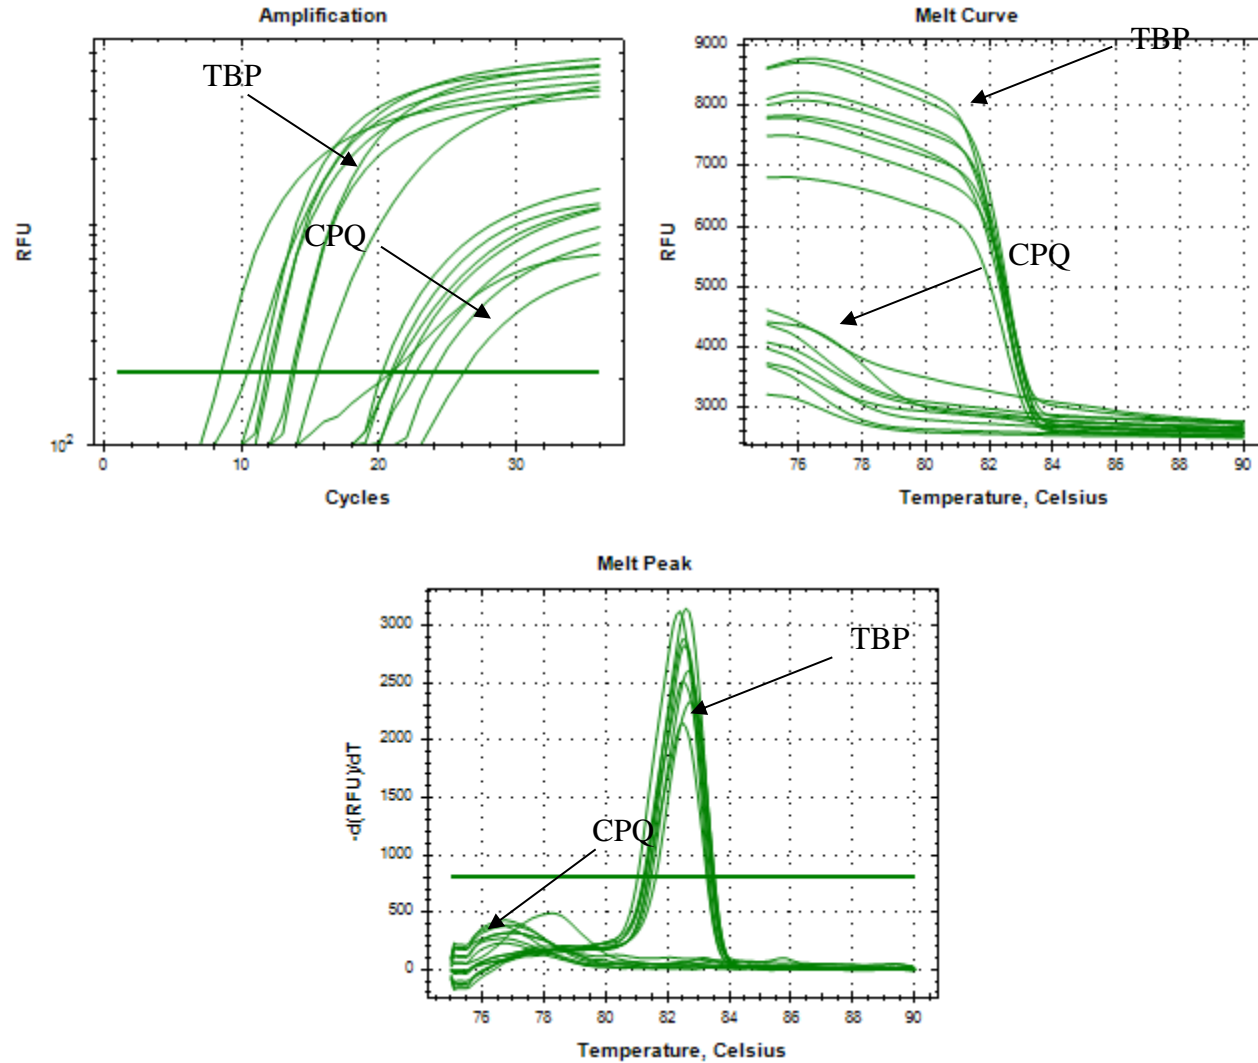 Amplification
TBP
CPQ
RFU
10²
0 10 20 30
Cycles
Melt Curve
TBP
CPQ
RFU
9000
8000
7000
6000
5000
4000
3000
76 78 80 82 84 86 88 90
Temperature, Celsius
Melt Peak
TBP
CPQ
-d(RFU)/dT
3000
2500
2000
1500
1000
500
0
76 78 80 82 84 86 88 90
Temperature, Celsius